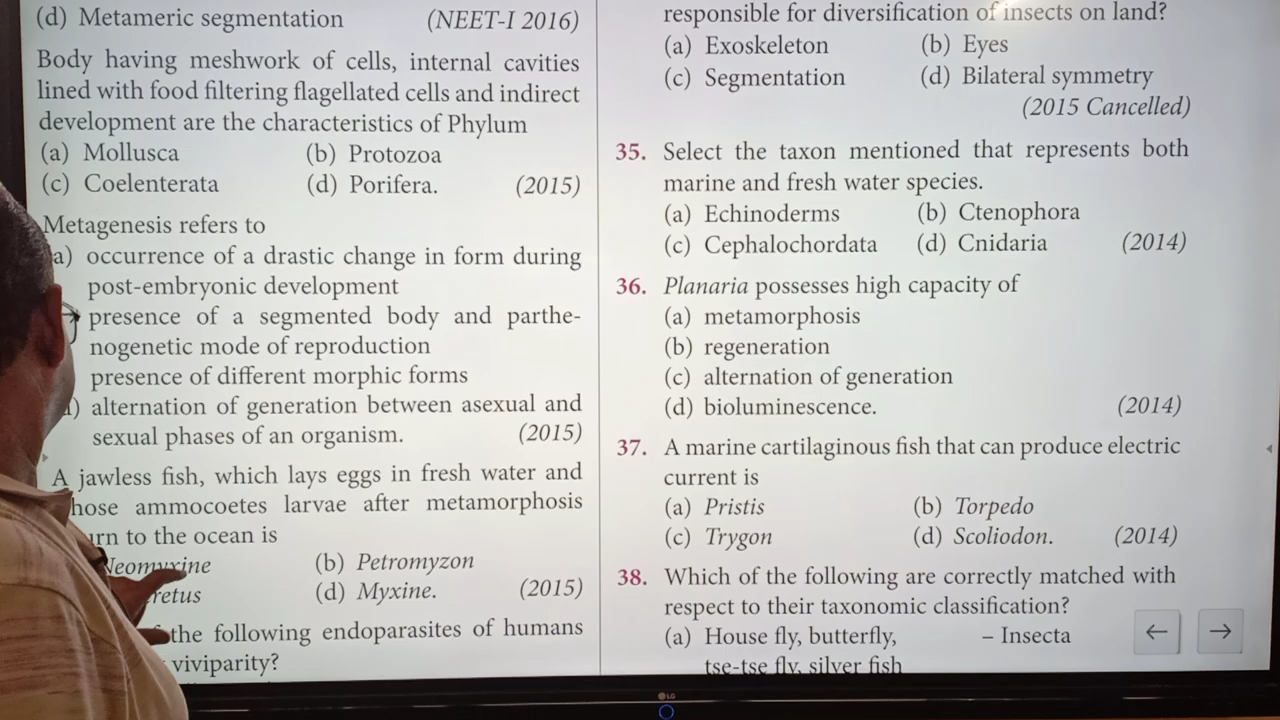 (d) Metameric segmentation (NEET-I 2016)
Body having meshwork of cells, internal cavities
lined with food filtering flagellated cells and indirect
development are the characteristics of Phylum
(a) Mollusca (b) Protozoa
(c) Coelenterata (d) Porifera. (2015)
Metagenesis refers to
a) occurrence of a drastic change in form during
post-embryonic development
presence of a segmented body and parthe-
nogenetic mode of reproduction
presence of different morphic forms
) alternation of generation between asexual and
sexual phases of an organism. (2015)
A jawless fish, which lays eggs in fresh water and
hose ammocoetes larvae after metamorphosis
urn to the ocean is
Neomyxine (b) Petromyzon
retus (d) Myxine. (2015)
the following endoparasites of humans
viviparity?
responsible for diversification of insects on land?
(a) Exoskeleton (b) Eyes
(c) Segmentation (d) Bilateral symmetry
(2015 Cancelled)
35. Select the taxon mentioned that represents both
marine and fresh water species.
(a) Echinoderms (b) Ctenophora
(c) Cephalochordata (d) Cnidaria (2014)
36. Planaria possesses high capacity of
(a) metamorphosis
(b) regeneration
(c) alternation of generation
(d) bioluminescence. (2014)
37. A marine cartilaginous fish that can produce electric
current is
(a) Pristis (b) Torpedo
(c) Trygon (d) Scoliodon. (2014)
38. Which of the following are correctly matched with
respect to their taxonomic classification?
(a) House fly, butterfly, – Insecta
tse-tse fly, silver fish
LG